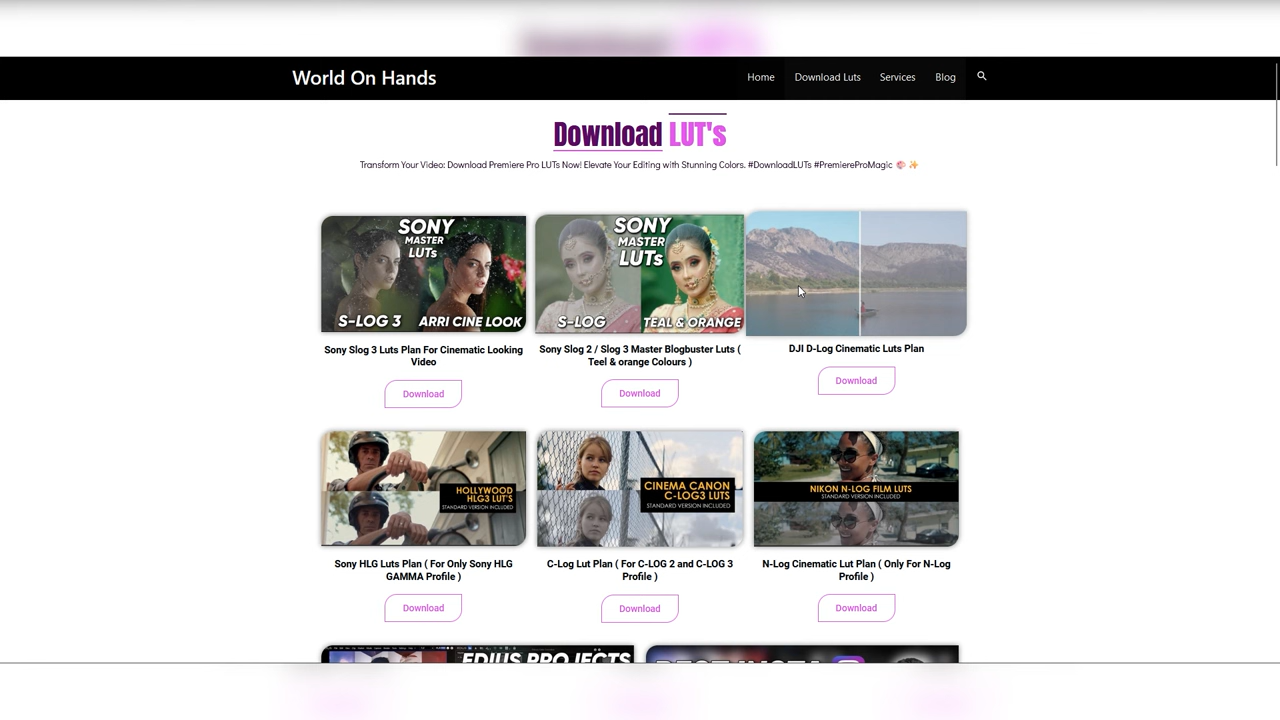 Download LUT's
World On Hands
Home
Download Luts
Services
Blog
Download LUT's
Transform Your Video: Download Premiere Pro LUTs Now! Elevate Your Editing with Stunning Colors. #DownloadLUTs #PremiereProMagic
SONY
MASTER
LUTs
S-LOG 3
ARRI CINE LOOK
Sony Slog 3 Luts Plan For Cinematic Looking
Video
Download
SONY
MASTER
LUTs
S-LOG
TEAL & ORANGE
Sony Slog 2 / Slog 3 Master Blogbuster Luts (
Teel & orange Colours )
Download
DJI D-Log Cinematic Luts Plan
Download
HOLLYWOOD
HLG3 LUT'S
STANDARD VERSION INCLUDED
Sony HLG Luts Plan ( For Only Sony HLG
GAMMA Profile )
Download
CINEMA CANON
C-LOG3 LUTS
STANDARD VERSION INCLUDED
C-Log Lut Plan ( For C-LOG 2 and C-LOG 3
Profile )
Download
NIKON N-LOG FILM LUTS
STANDARD VERSION INCLUDED
N-Log Cinematic Lut Plan ( Only For N-Log
Profile )
Download
EDIUS PROJECTS
BEST INSTA